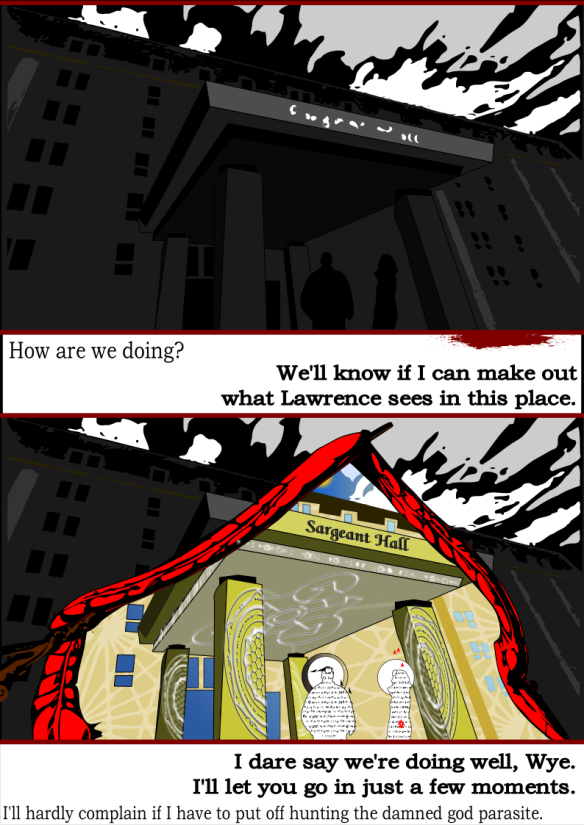 How are we doing?
We'll know if I can make out
what Lawrence sees in this place.
Sargeant Hall
I dare say we're doing well, Wye.
I'll let you go in just a few moments.
I'll hardly complain if I have to put off hunting the damned god parasite.